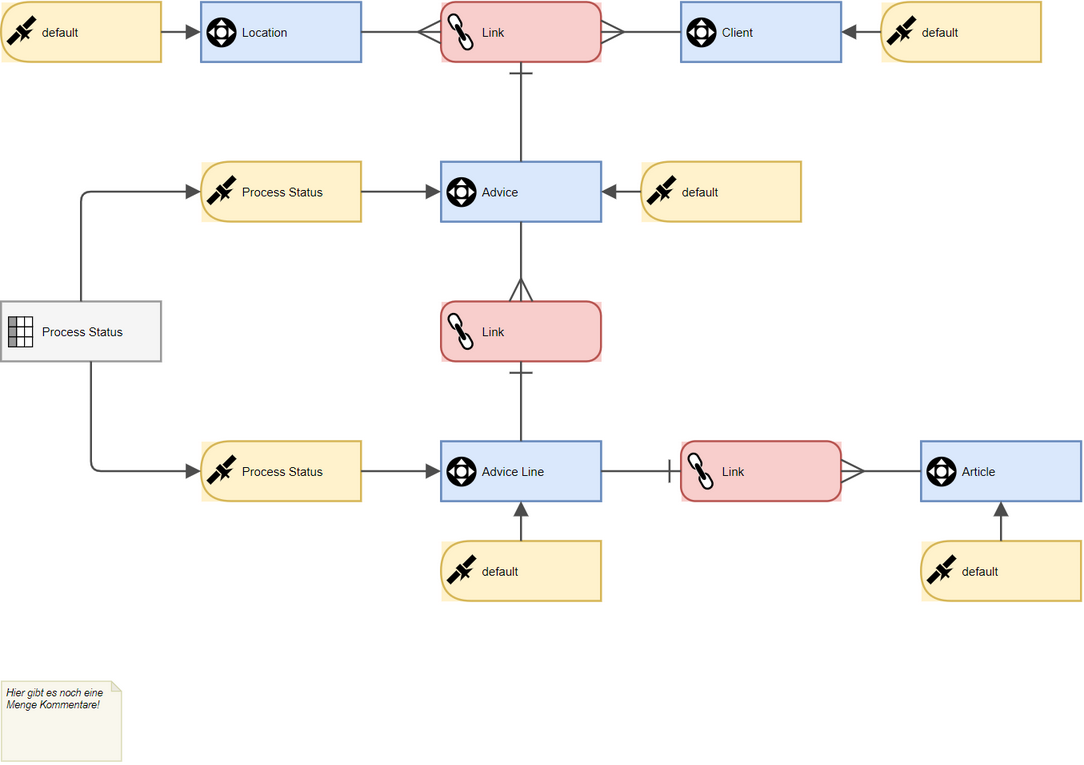 default
Location
Link
Client
default
Process Status
Advice
default
Process Status
Link
Process Status
Advice Line
Link
Article
default
default
Hier gibt es noch eine
Menge Kommentare!